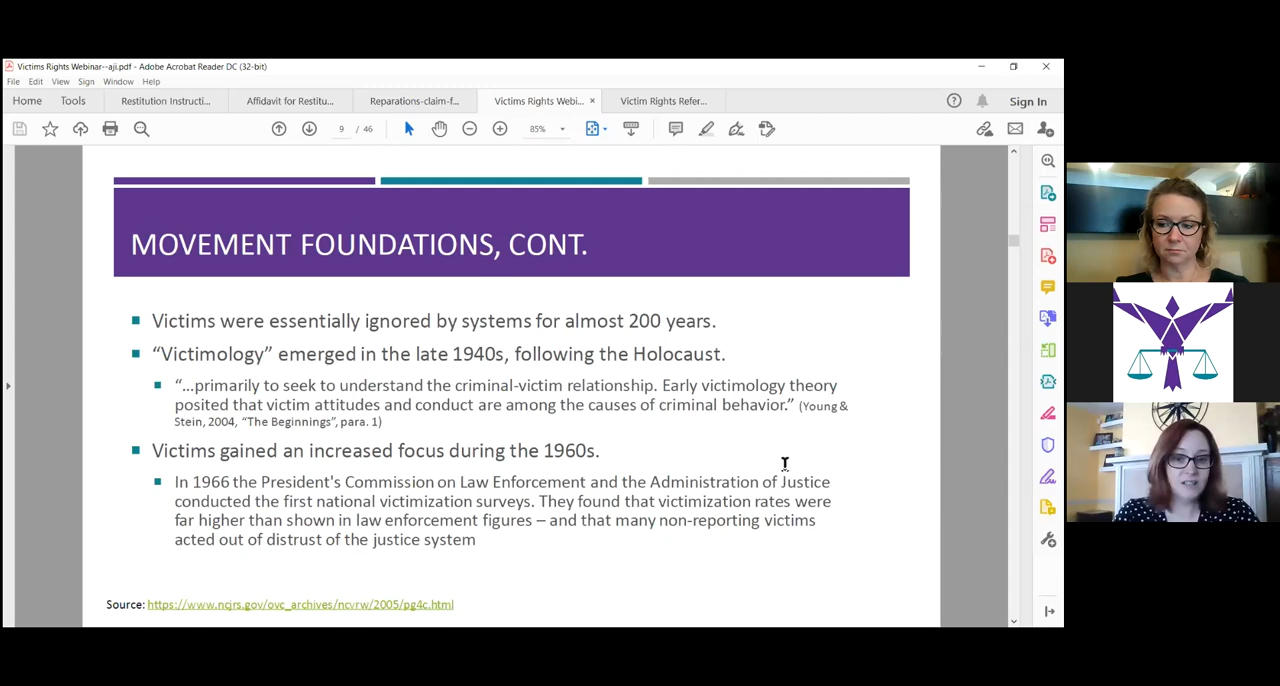 Victims Rights Webinar--aji.pdf - Adobe Acrobat Reader DC (32-bit)
File Edit View Sign Window Help
Home Tools Restitution Instructi... Affidavit for Restitu... Reparations-claim-f... Victims Rights Webi... × Victim Rights Refer... Sign In
9 / 46 85%
MOVEMENT FOUNDATIONS, CONT.
Victims were essentially ignored by systems for almost 200 years.
“Victimology” emerged in the late 1940s, following the Holocaust.
“...primarily to seek to understand the criminal-victim relationship. Early victimology theory
posited that victim attitudes and conduct are among the causes of criminal behavior.” (Young &
Stein, 2004, “The Beginnings”, para. 1)
Victims gained an increased focus during the 1960s.
In 1966 the President's Commission on Law Enforcement and the Administration of Justice
conducted the first national victimization surveys. They found that victimization rates were
far higher than shown in law enforcement figures – and that many non-reporting victims
acted out of distrust of the justice system
Source: https://www.ncjrs.gov/ovc_archives/ncvrw/2005/pg4c.html